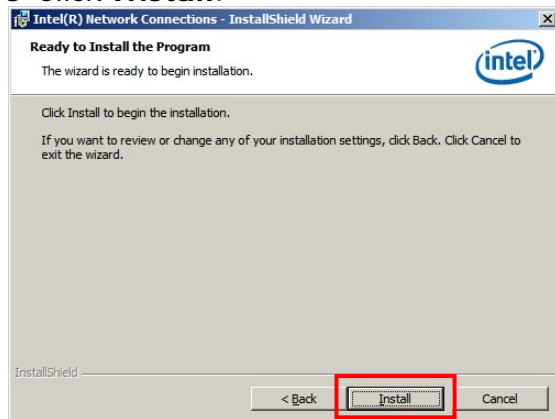 Click Install.
Intel(R) Network Connections - InstallShield Wizard
Ready to Install the Program
The wizard is ready to begin installation.
intel
Click Install to begin the installation.
If you want to review or change any of your installation settings, click Back. Click Cancel to
exit the wizard.
InstallShield
< Back
Install
Cancel